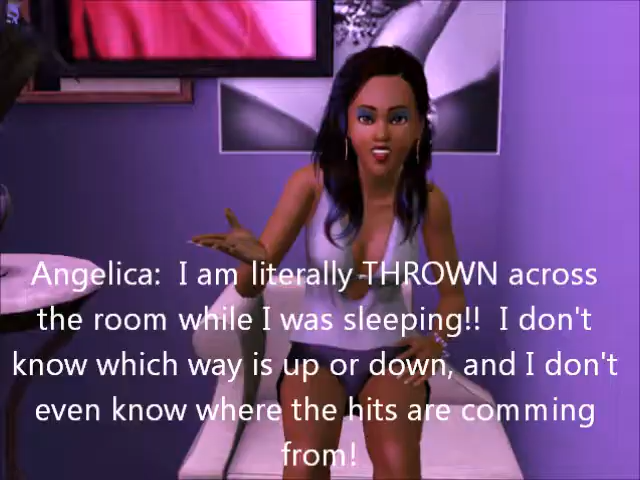 Angelica:  I am literally THROWN across
the room while I was sleeping!!  I don't
know which way is up or down, and I don't
even know where the hits are comming
from!